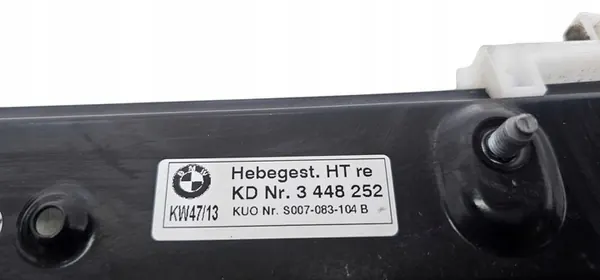 BMW
Hebegest. HT re
KD Nr. 3 448 252
KW47/13
KUO Nr. S007-083-104 B